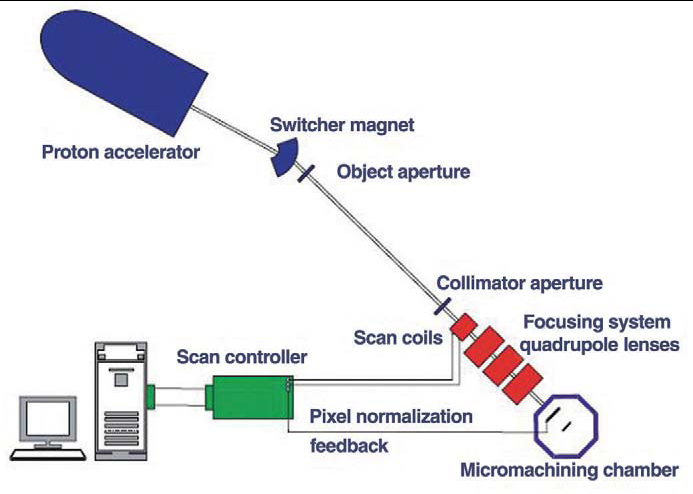 Switcher magnet
Proton accelerator
Object aperture
Collimator aperture
Focusing system
quadrupole lenses
Scan coils
Scan controller
Pixel normalization
feedback
Micromachining chamber